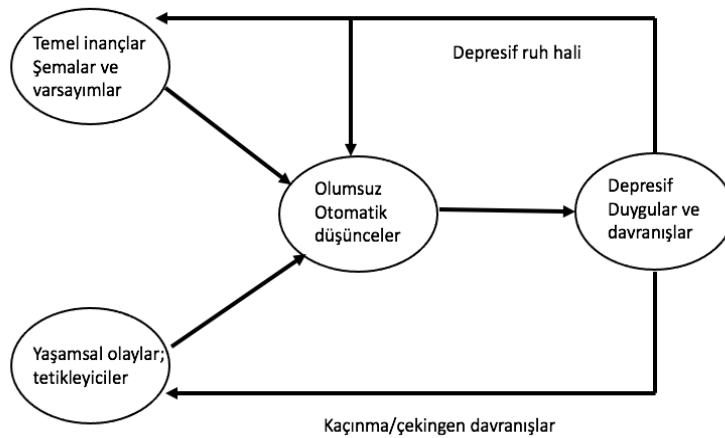 Temel inançlar
Şemalar ve
varsayımlar
Depresif ruh hali
Olumsuz
Otomatik
düşünceler
Depresif
Duygular ve
davranışlar
Yaşamsal olaylar;
tetikleyiciler
Kaçınma/çekingen davranışlar